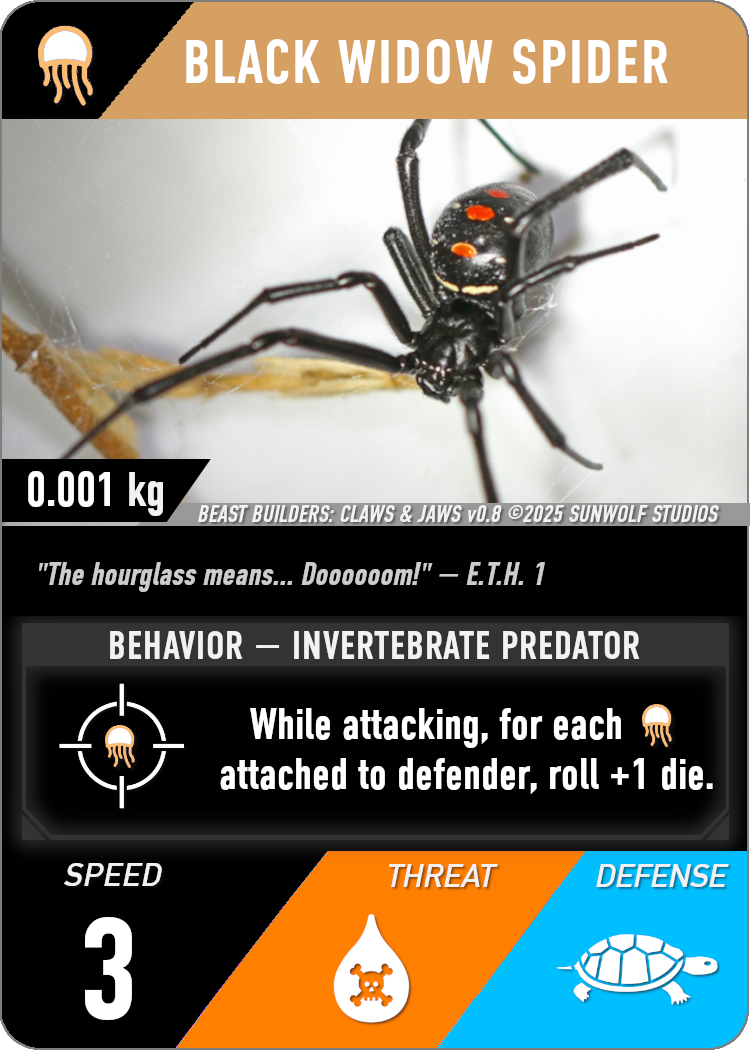 BLACK WIDOW SPIDER
0.001 kg
BEAST BUILDERS: CLAWS & JAWS v0.8 ©2025 SUNWOLF STUDIOS
"The hourglass means... Doooooom!" — E.T.H. 1
BEHAVIOR — INVERTEBRATE PREDATOR
While attacking, for each
attached to defender, roll +1 die.
SPEED THREAT DEFENSE
3